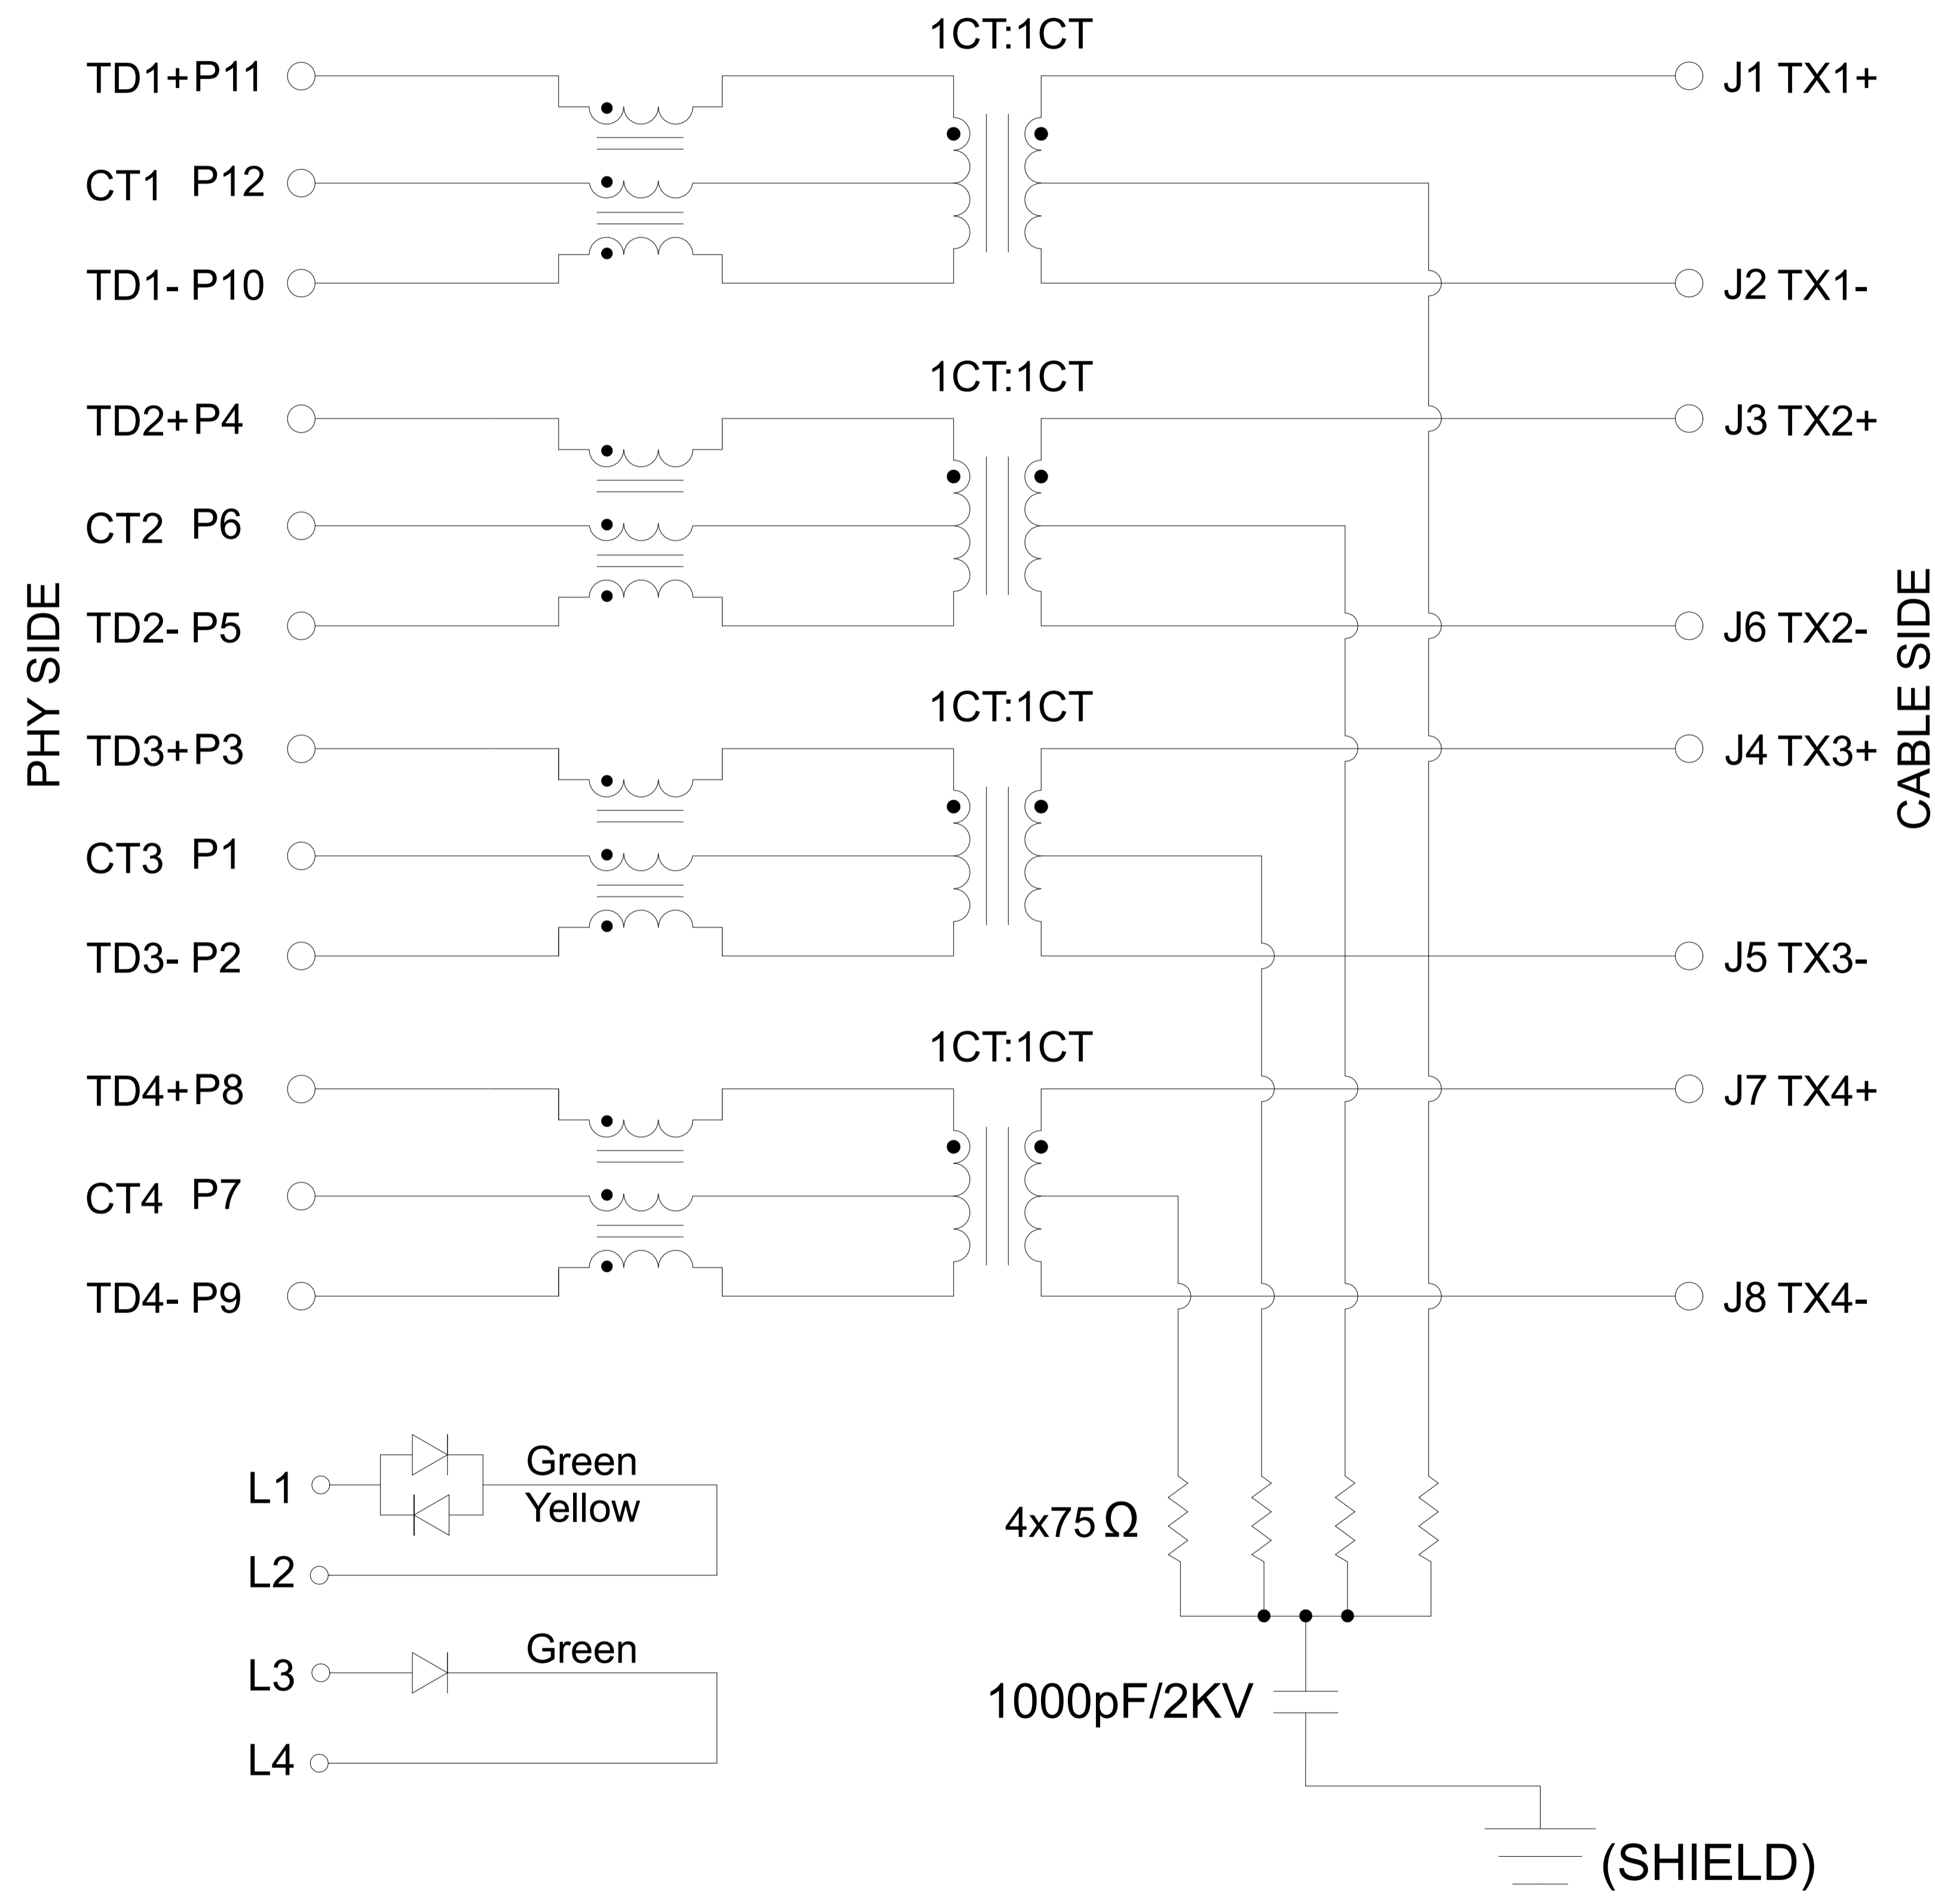 1CT:1CT
TD1+ P11 J1 TX1+
CT1 P12
TD1- P10 J2 TX1-
1CT:1CT
TD2+ P4 J3 TX2+
CT2 P6
TD2- P5 J6 TX2-
PHY SIDE
CABLE SIDE
1CT:1CT
TD3+ P3 J4 TX3+
CT3 P1
TD3- P2 J5 TX3-
1CT:1CT
TD4+ P8 J7 TX4+
CT4 P7
TD4- P9 J8 TX4-
Green
L1
Yellow
4x75 Ω
L2
Green
L3
1000pF/2KV
L4
(SHIELD)